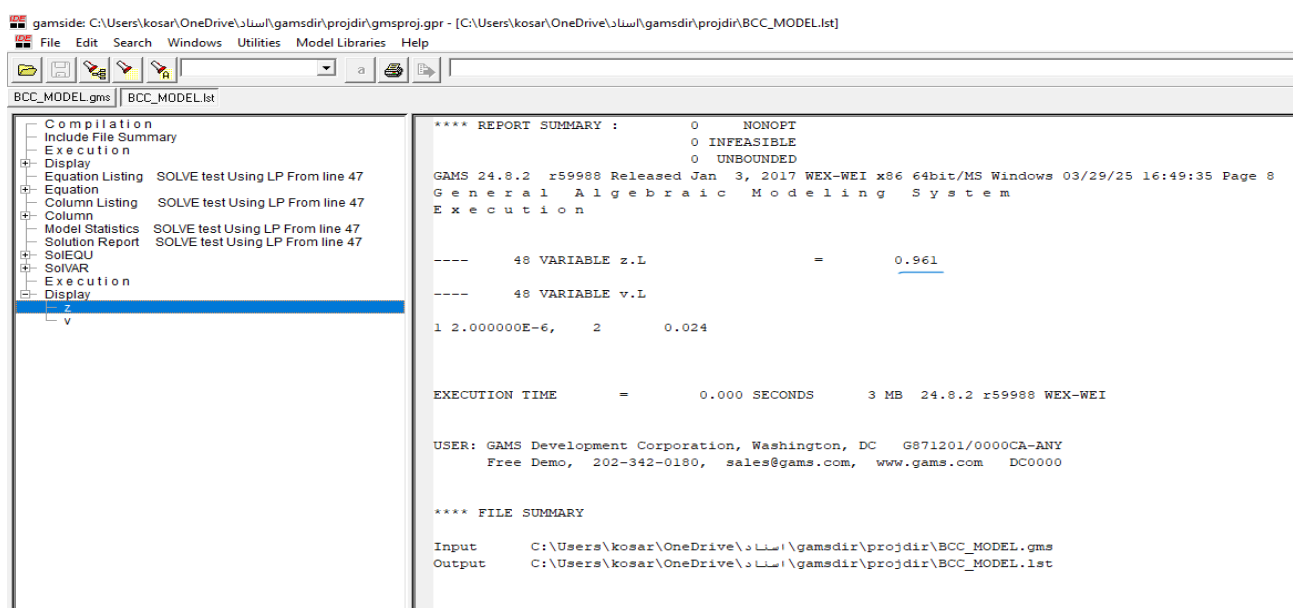 gamside: C:\Users\kosar\OneDrive\اسناد\gamsdir\projdir\gmsproj.gpr - [C:\Users\kosar\OneDrive\اسناد\gamsdir\projdir\BCC_MODEL.lst]
IDE File Edit Search Windows Utilities Model Libraries Help
a
BCC_MODEL.gms BCC_MODEL.lst
Compilation
Include File Summary
Execution
Display
Equation Listing SOLVE test Using LP From line 47
Equation
Column Listing SOLVE test Using LP From line 47
Column
Model Statistics SOLVE test Using LP From line 47
Solution Report SOLVE test Using LP From line 47
SolEQU
SolVAR
Execution
Display
z
v
**** REPORT SUMMARY : 0 NONOPT
0 INFEASIBLE
0 UNBOUNDED
GAMS 24.8.2 r59988 Released Jan 3, 2017 WEX-WEI x86 64bit/MS Windows 03/29/25 16:49:35 Page 8
G e n e r a l A l g e b r a i c M o d e l i n g S y s t e m
E x e c u t i o n
---- 48 VARIABLE z.L = 0.961
---- 48 VARIABLE v.L
1 2.000000E-6, 2 0.024
EXECUTION TIME = 0.000 SECONDS 3 MB 24.8.2 r59988 WEX-WEI
USER: GAMS Development Corporation, Washington, DC G871201/0000CA-ANY
Free Demo, 202-342-0180, sales@gams.com, www.gams.com DC0000
**** FILE SUMMARY
Input C:\Users\kosar\OneDrive\اسناد\gamsdir\projdir\BCC_MODEL.gms
Output C:\Users\kosar\OneDrive\اسناد\gamsdir\projdir\BCC_MODEL.lst